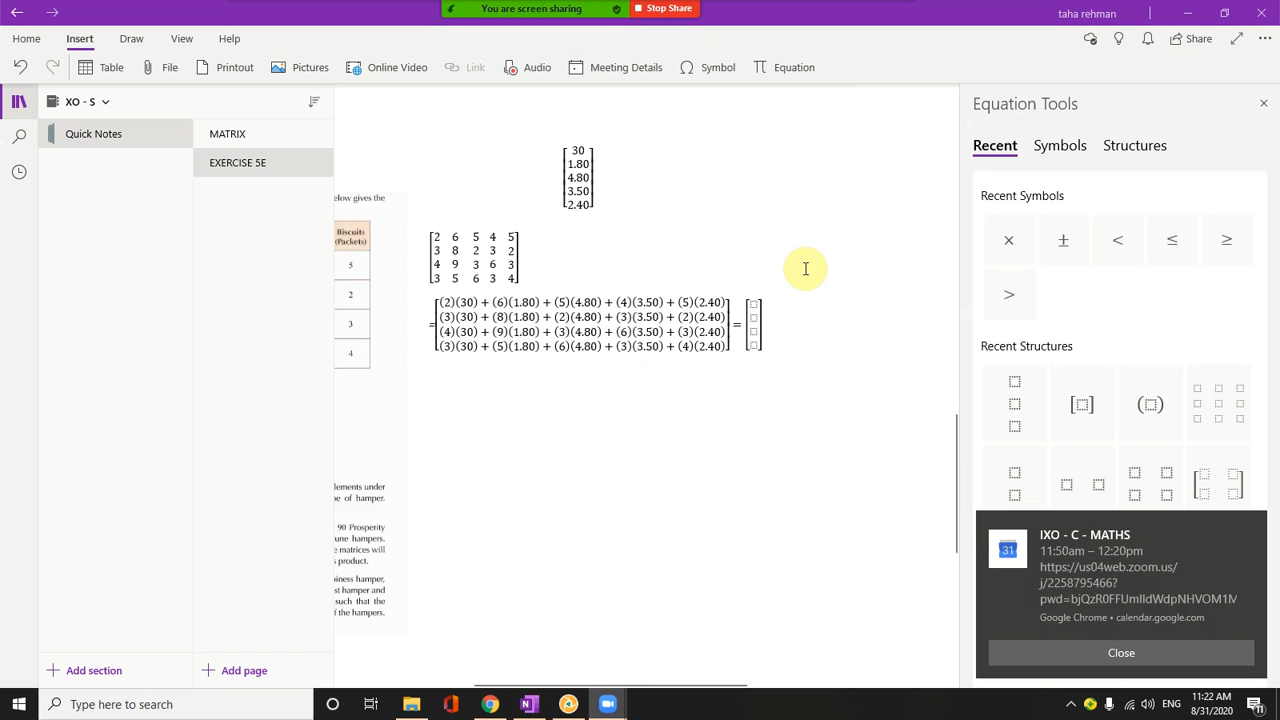 You are screen sharing
Stop Share
taha rehman
Home Insert Draw View Help
Share
Table File Printout Pictures Online Video Link Audio Meeting Details Symbol Equation
XO - S
Quick Notes
MATRIX
EXERCISE 5E
Add section
Add page
elow gives the
Biscuits
(Packets)
5
2
3
4
lements under
pe of hamper.
90 Prosperity
une hampers.
e matrices will
s product.
iness hamper,
st hamper and
such that the
f the hampers.
30
1.80
4.80
3.50
2.40
2 6 5 4 5
3 8 2 3 2
4 9 3 6 3
3 5 6 3 4
(2)(30) + (6)(1.80) + (5)(4.80) + (4)(3.50) + (5)(2.40)
(3)(30) + (8)(1.80) + (2)(4.80) + (3)(3.50) + (2)(2.40)
= (4)(30) + (9)(1.80) + (3)(4.80) + (6)(3.50) + (3)(2.40) =
(3)(30) + (5)(1.80) + (6)(4.80) + (3)(3.50) + (4)(2.40)
Equation Tools
Recent Symbols Structures
Recent Symbols
× ± < ≤ ≥
>
Recent Structures
[□] (□)
31
IXO - C - MATHS
11:50am – 12:20pm
https://us04web.zoom.us/
j/2258795466?
Google Chrome • calendar.google.com
Close
Type here to search
ENG
11:22 AM
8/31/2020
11